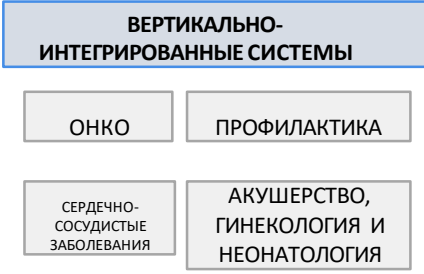 ВЕРТИКАЛЬНО-
ИНТЕГРИРОВАННЫЕ СИСТЕМЫ
ОНКО
ПРОФИЛАКТИКА
СЕРДЕЧНО-
СОСУДИСТЫЕ
ЗАБОЛЕВАНИЯ
АКУШЕРСТВО,
ГИНЕКОЛОГИЯ И
НЕОНАТОЛОГИЯ